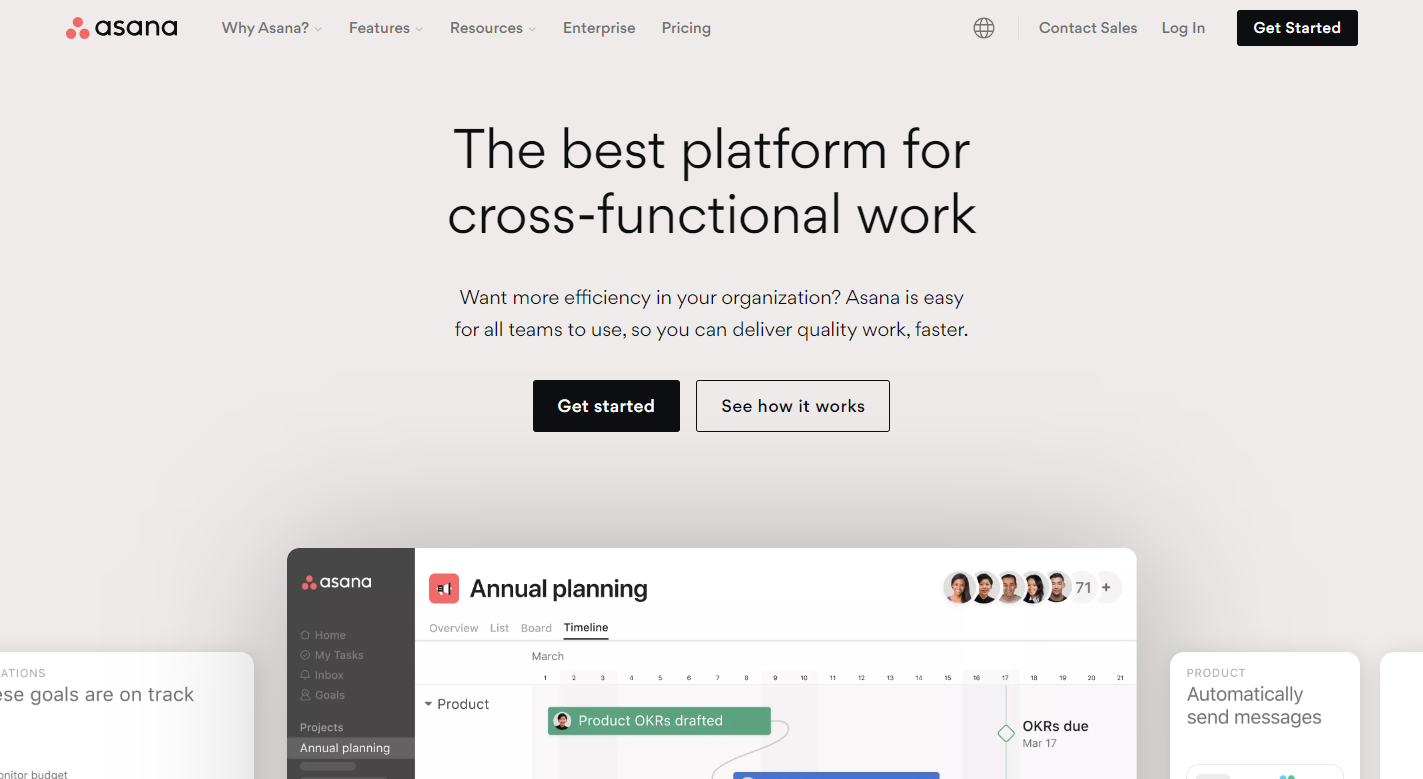 asana
Why Asana?
Features
Resources
Enterprise
Pricing
Contact Sales
Log In
Get Started
The best platform for
cross-functional work
Want more efficiency in your organization? Asana is easy
for all teams to use, so you can deliver quality work, faster.
Get started
See how it works
asana
Home
My Tasks
Inbox
Goals
Projects
Annual planning
Annual planning
71 +
Overview List Board Timeline
March
1 2 3 4 5 6 7 8 9 10 11 12 13 14 15 16 17 18 19 20 21
Product
Product OKRs drafted
OKRs due
Mar 17
ATIONS
ese goals are on track
nitor budget
PRODUCT
Automatically
send messages